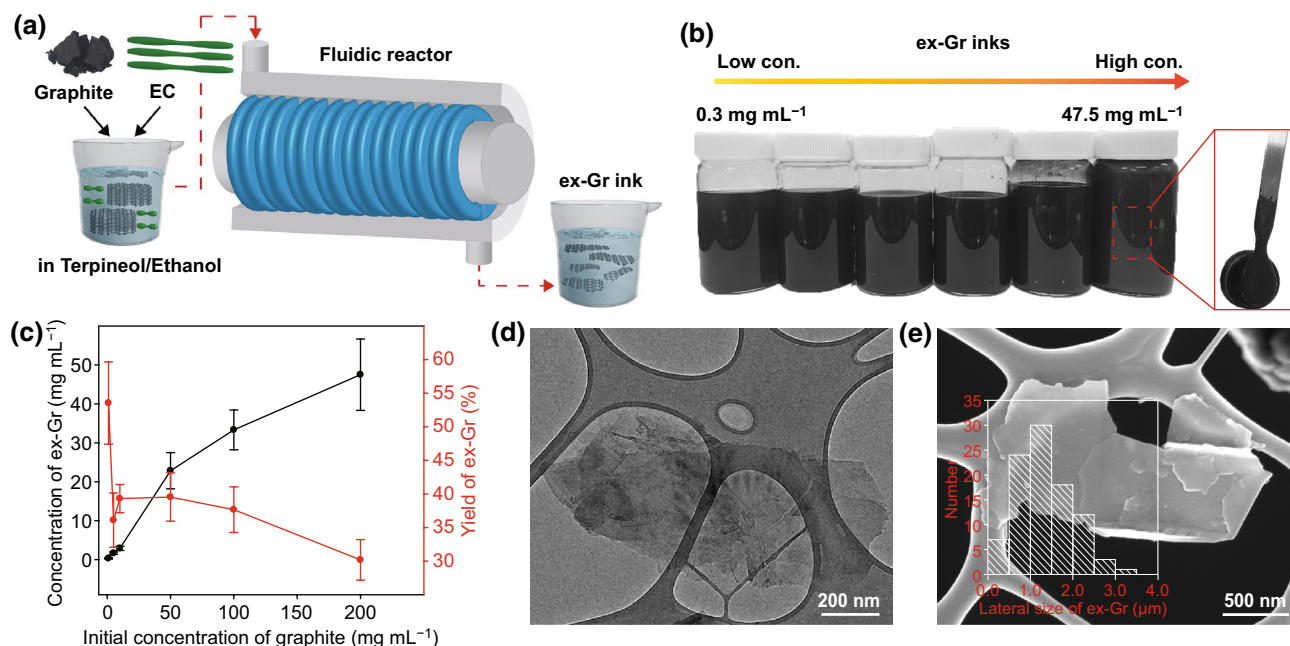 (a)
Graphite
EC
Fluidic reactor
in Terpineol/Ethanol
ex-Gr ink
(b)
ex-Gr inks
Low con.
High con.
0.3 mg mL⁻¹
47.5 mg mL⁻¹
(c)
Concentration of ex-Gr (mg mL⁻¹)
50
40
30
20
10
0
60
55
50
45
40
35
30
Yield of ex-Gr (%)
0
50
100
150
200
Initial concentration of graphite (mg mL⁻¹)
(d)
200 nm
(e)
Number
35
30
25
20
15
10
5
0
0.0
1.0
2.0
3.0
4.0
Lateral size of ex-Gr (μm)
500 nm